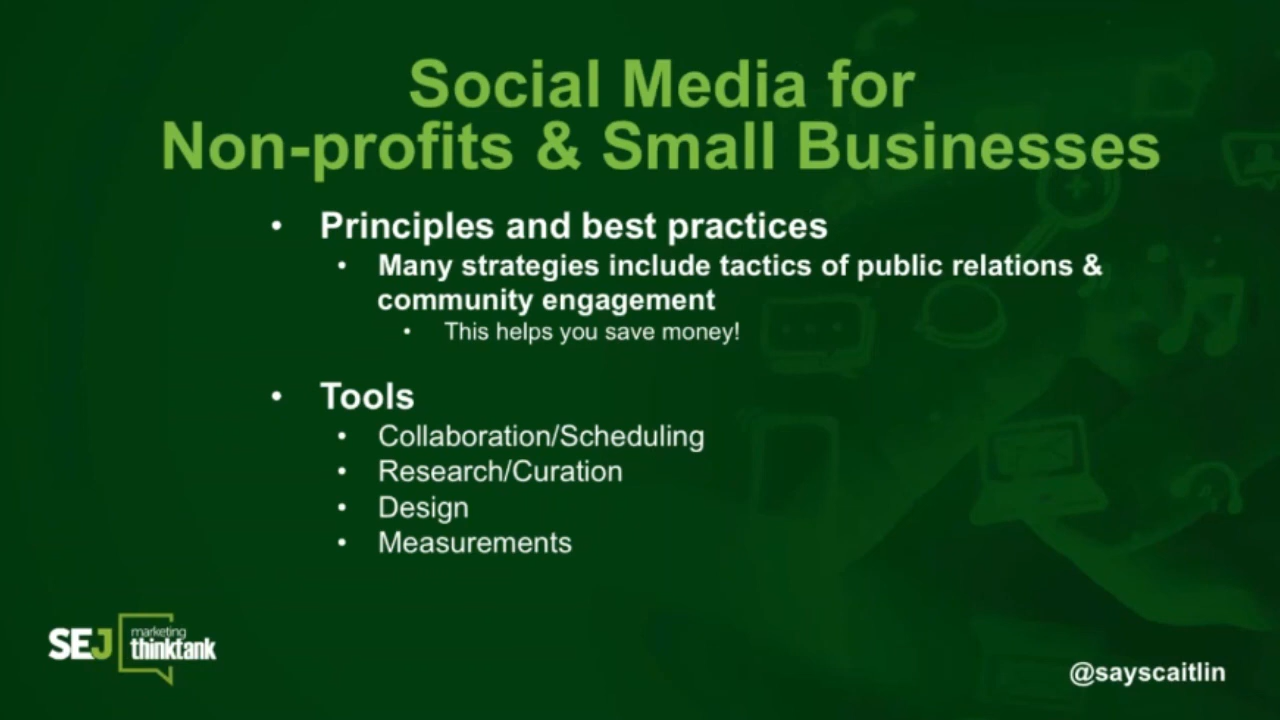 Social Media for
Non-profits & Small Businesses
• Principles and best practices
• Many strategies include tactics of public relations &
community engagement
• This helps you save money!
• Tools
• Collaboration/Scheduling
• Research/Curation
• Design
• Measurements
SEJ marketing
thinktank
@sayscaitlin